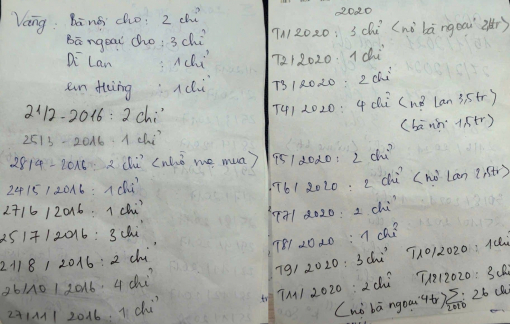 Vàng: Bà nội cho: 2 chỉ
Bà ngoại cho: 3 chỉ
Dì Lan : 1 chỉ
em Hường : 1 chỉ
21/2 - 2016: 2 chỉ
25/3 - 2016: 1 chỉ
28/4 - 2016: 2 chỉ (nhờ mẹ mua)
24/5/2016: 1 chỉ
27/6/2016: 1 chỉ
25/7/2016: 3 chỉ
21/8/2016: 2 chỉ
26/10/2016: 4 chỉ
27/11/2016: 1 chỉ
2020
T1/2020: 3 chỉ (nợ bà ngoại 2tr)
T2/2020: 1 chỉ
T3/2020: 2 chỉ
T4/2020: 4 chỉ (nợ Lan 3,5tr)
(bà nội 1,5tr)
T5/2020: 2 chỉ
T6/2020: 2 chỉ (nợ Lan 2,5tr)
T7/2020: 2 chỉ
T8/2020: 1 chỉ
T9/2020: 3 chỉ T10/2020: 1 chỉ
T11/2020: 2 chỉ T12/2020: 3 chỉ
(nợ bà ngoại 4tr) Σ2020: 26 chỉ